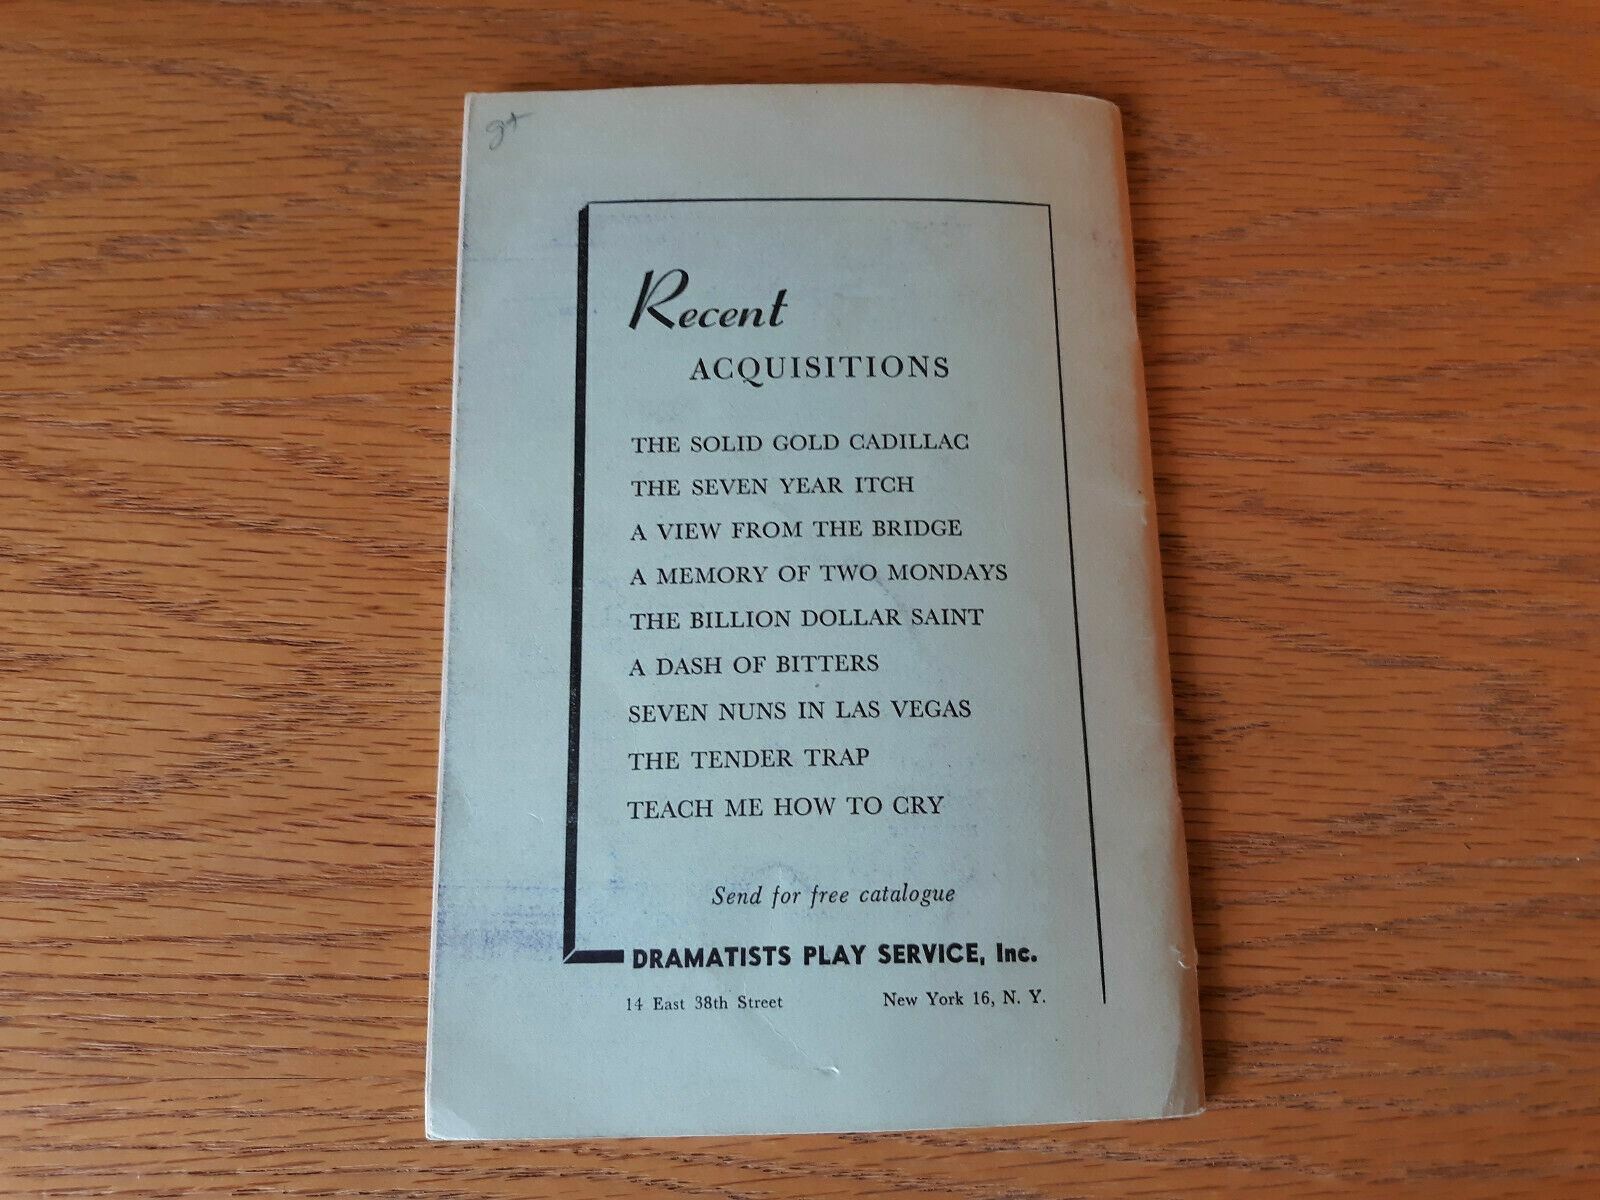 Recent
ACQUISITIONS
THE SOLID GOLD CADILLAC
THE SEVEN YEAR ITCH
A VIEW FROM THE BRIDGE
A MEMORY OF TWO MONDAYS
THE BILLION DOLLAR SAINT
A DASH OF BITTERS
SEVEN NUNS IN LAS VEGAS
THE TENDER TRAP
TEACH ME HOW TO CRY
Send for free catalogue
DRAMATISTS PLAY SERVICE, Inc.
14 East 38th Street New York 16, N. Y.